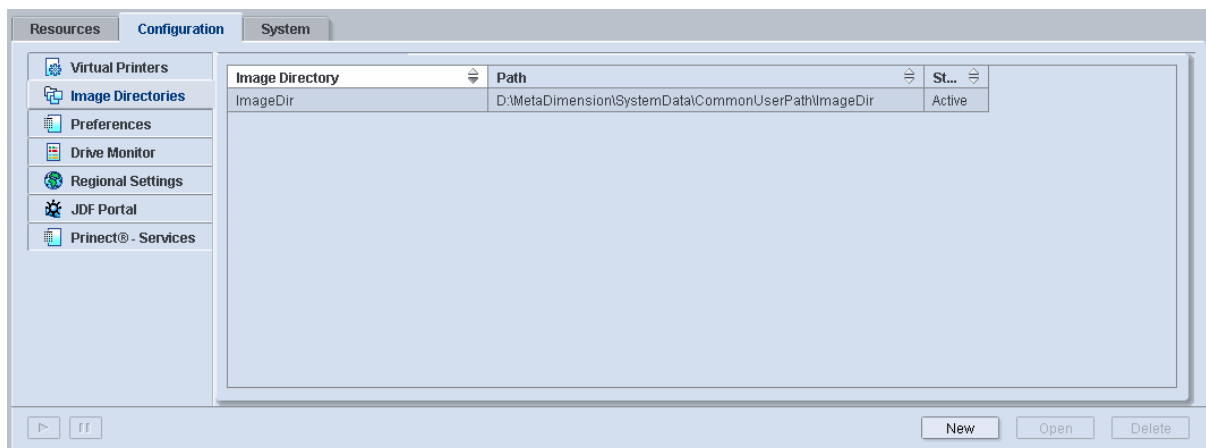 Resources Configuration System
Virtual Printers
Image Directories
Preferences
Drive Monitor
Regional Settings
JDF Portal
Prinect® - Services
Image Directory Path St...
ImageDir D:\MetaDimension\SystemData\CommonUserPath\ImageDir Active
New Open Delete